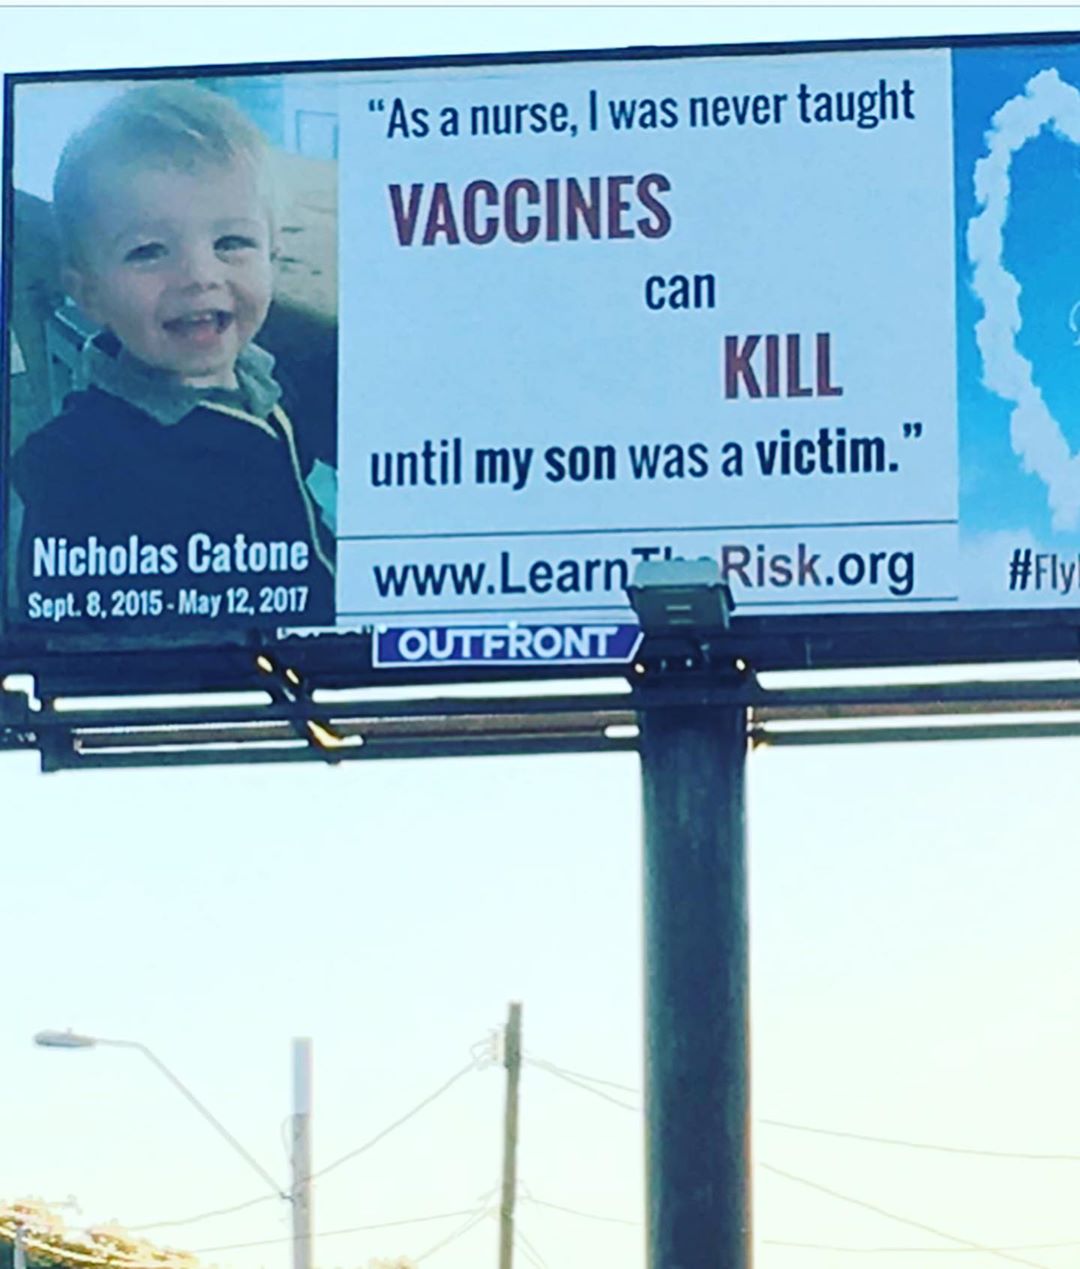 “As a nurse, I was never taught
VACCINES
can
KILL
until my son was a victim.”
Nicholas Catone
Sept. 8, 2015 - May 12, 2017
www.Learn Risk.org
#Fly
OUTFRONT